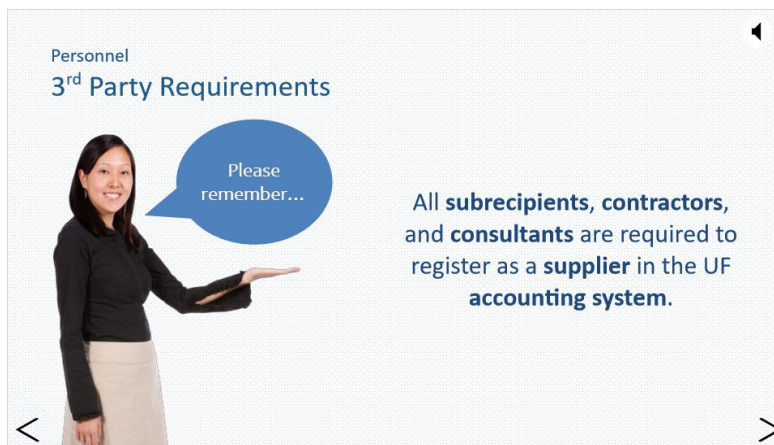 Personnel
3rd Party Requirements
Please
remember...
All subrecipients, contractors,
and consultants are required to
register as a supplier in the UF
accounting system.